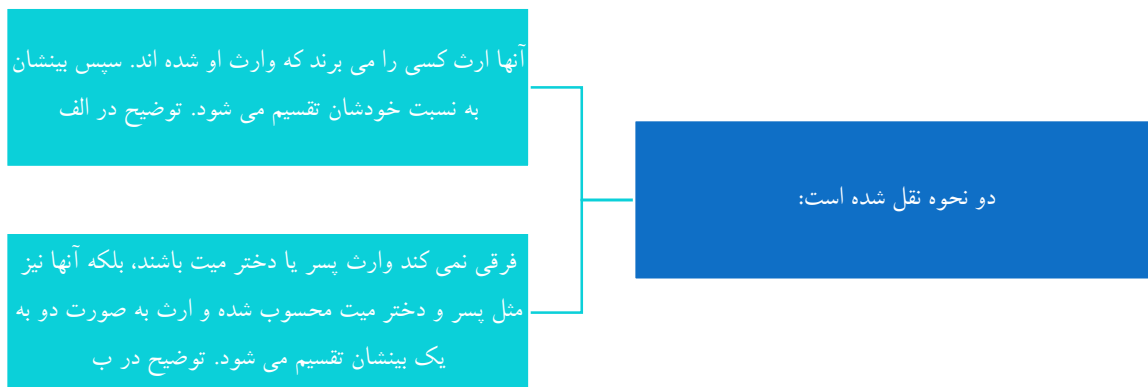 دو نحوه نقل شده است:
آنها ارث کسی را می برند که وارث او شده اند. سپس بینشان
به نسبت خودشان تقسیم می شود. توضیح در الف
فرقی نمی کند وارث پسر یا دختر میت باشند، بلکه آنها نیز
مثل پسر و دختر میت محسوب شده و ارث به صورت دو به
یک بینشان تقسیم می شود. توضیح در ب